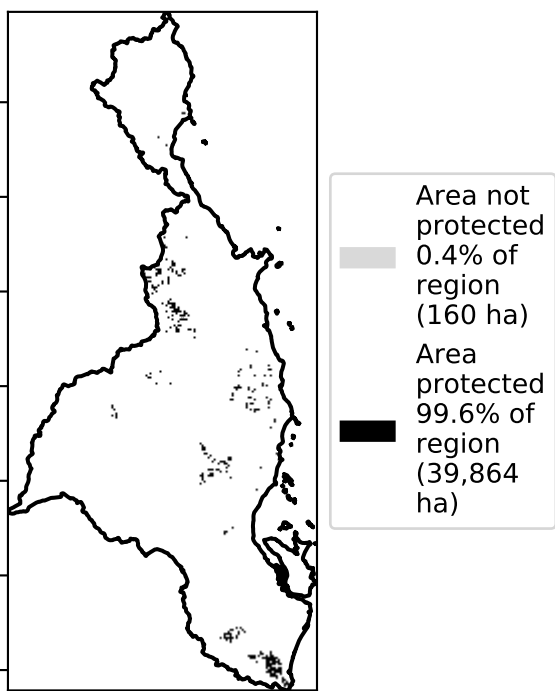 Area not
protected
0.4% of
region
(160 ha)
Area
protected
99.6% of
region
(39,864
ha)